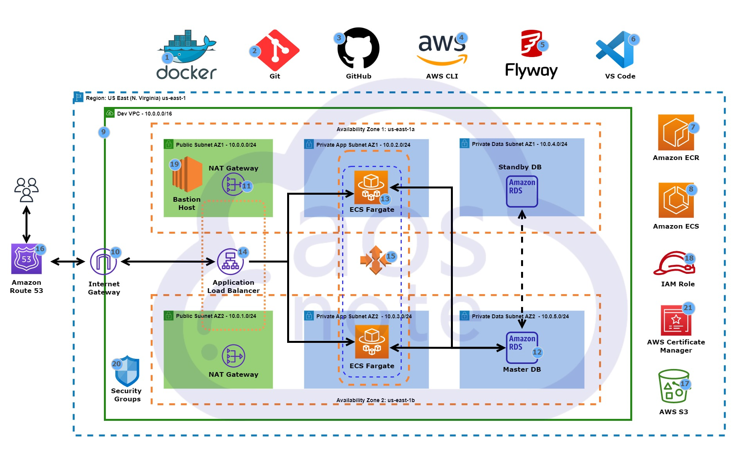 1
docker
2
Git
3
GitHub
aws
4
AWS CLI
5
Flyway
6
VS Code
Region: US East (N. Virginia) us-east-1
Dev VPC - 10.0.0.0/16
9
Availability Zone 1: us-east-1a
Public Subnet AZ1 - 10.0.0.0/24
Private App Subnet AZ1 - 10.0.2.0/24
Private Data Subnet AZ1 - 10.0.4.0/24
19
NAT Gateway
11
Bastion
Host
13
ECS Fargate
Standby DB
Amazon
RDS
7
Amazon ECR
8
Amazon ECS
53
16
Amazon
Route 53
10
Internet
Gateway
14
Application
Load Balancer
15
aos
note
18
IAM Role
Public Subnet AZ2 - 10.0.1.0/24
Private App Subnet AZ2 - 10.0.3.0/24
Private Data Subnet AZ2 - 10.0.5.0/24
NAT Gateway
ECS Fargate
Amazon
RDS
12
Master DB
20
Security
Groups
21
AWS Certificate
Manager
17
AWS S3
Availability Zone 2: us-east-1b